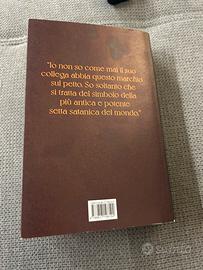 "Io non so come mai il suo
collega abbia questo marchio
sul petto. So soltanto che
si tratta del simbolo della
più antica e potente
setta satanica del mondo."
subito